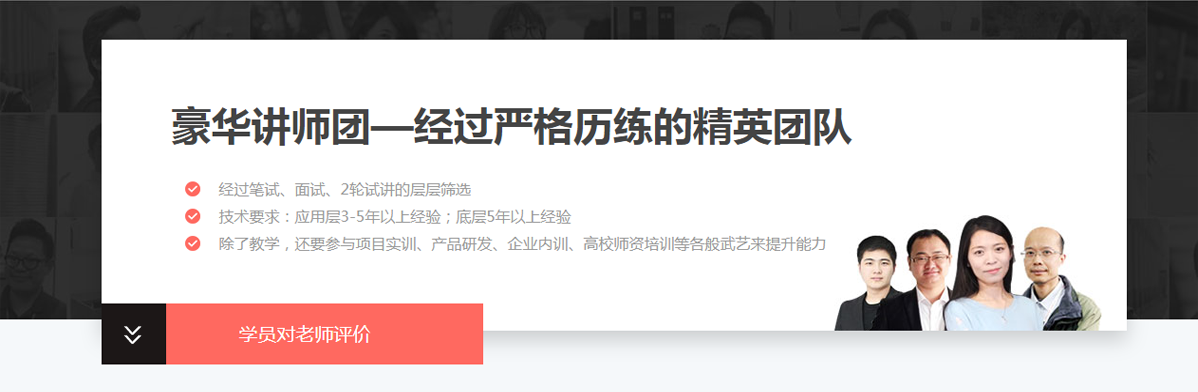 豪华讲师团—经过严格历练的精英团队
经过笔试、面试、2轮试讲的层层筛选
技术要求：应用层3-5年以上经验；底层5年以上经验
除了教学，还要参与项目实训、产品研发、企业内训、高校师资培训等各般武艺来提升能力
学员对老师评价